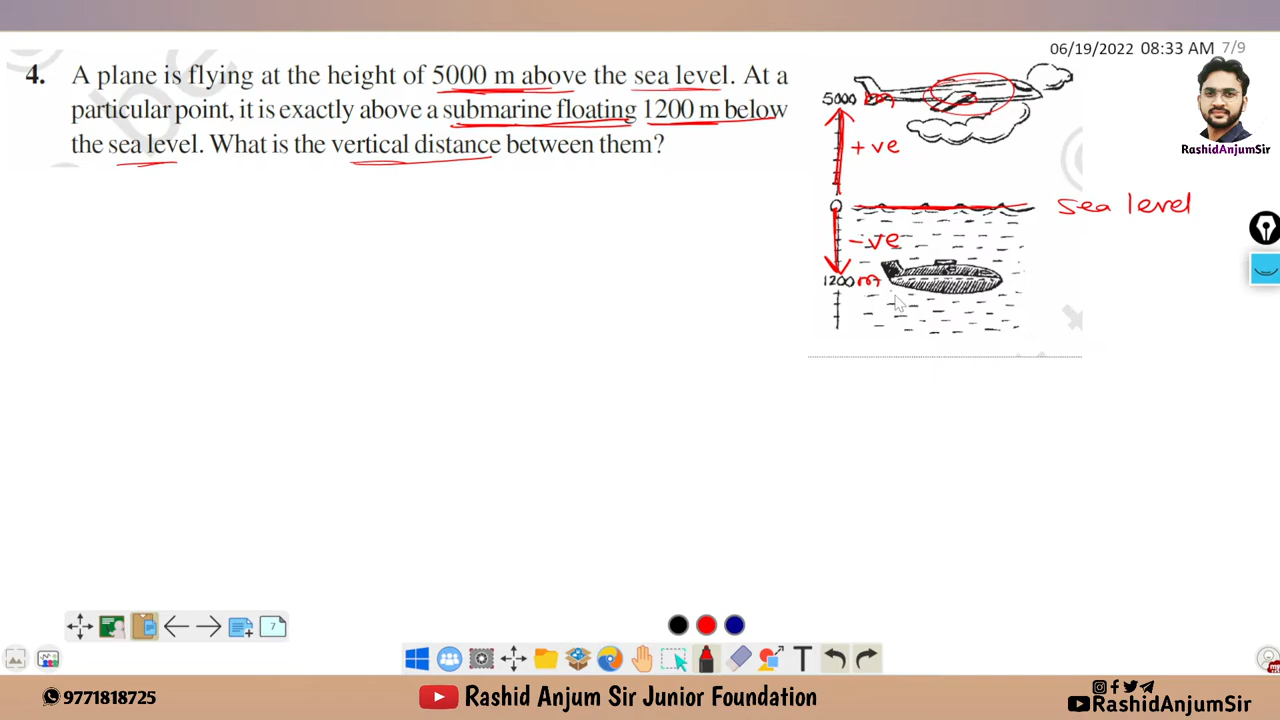 06/19/2022 08:33 AM 7/9
4. A plane is flying at the height of 5000 m above the sea level. At a
particular point, it is exactly above a submarine floating 1200 m below
the sea level. What is the vertical distance between them?
5000 m
+ ve
RashidAnjumSir
0
sea level
-ve
1200 m
7
T
9771818725
Rashid Anjum Sir Junior Foundation
RashidAnjumSir